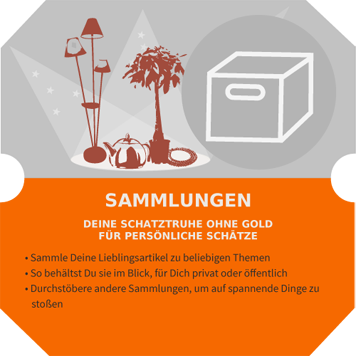 SAMMLUNGEN
DEINE SCHATZTRUHE OHNE GOLD
FÜR PERSÖNLICHE SCHÄTZE
• Sammle Deine Lieblingsartikel zu beliebigen Themen
• So behältst Du sie im Blick, für Dich privat oder öffentlich
• Durchstöbere andere Sammlungen, um auf spannende Dinge zu
stoßen